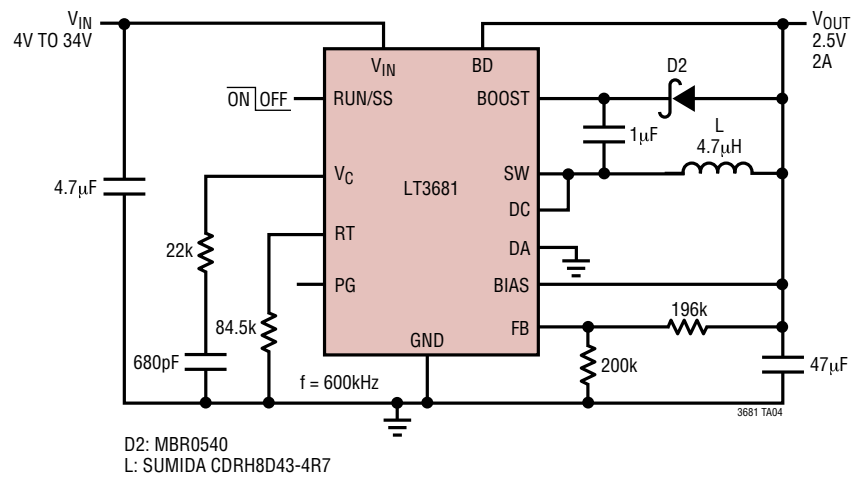 VIN
4V TO 34V
VOUT
2.5V
2A
VIN
BD
D2
ON OFF
RUN/SS
BOOST
1µF
L
4.7µH
4.7µF
VC
SW
LT3681
DC
22k
RT
DA
PG
BIAS
84.5k
196k
FB
GND
680pF
200k
47µF
f = 600kHz
3681 TA04
D2: MBR0540
L: SUMIDA CDRH8D43-4R7